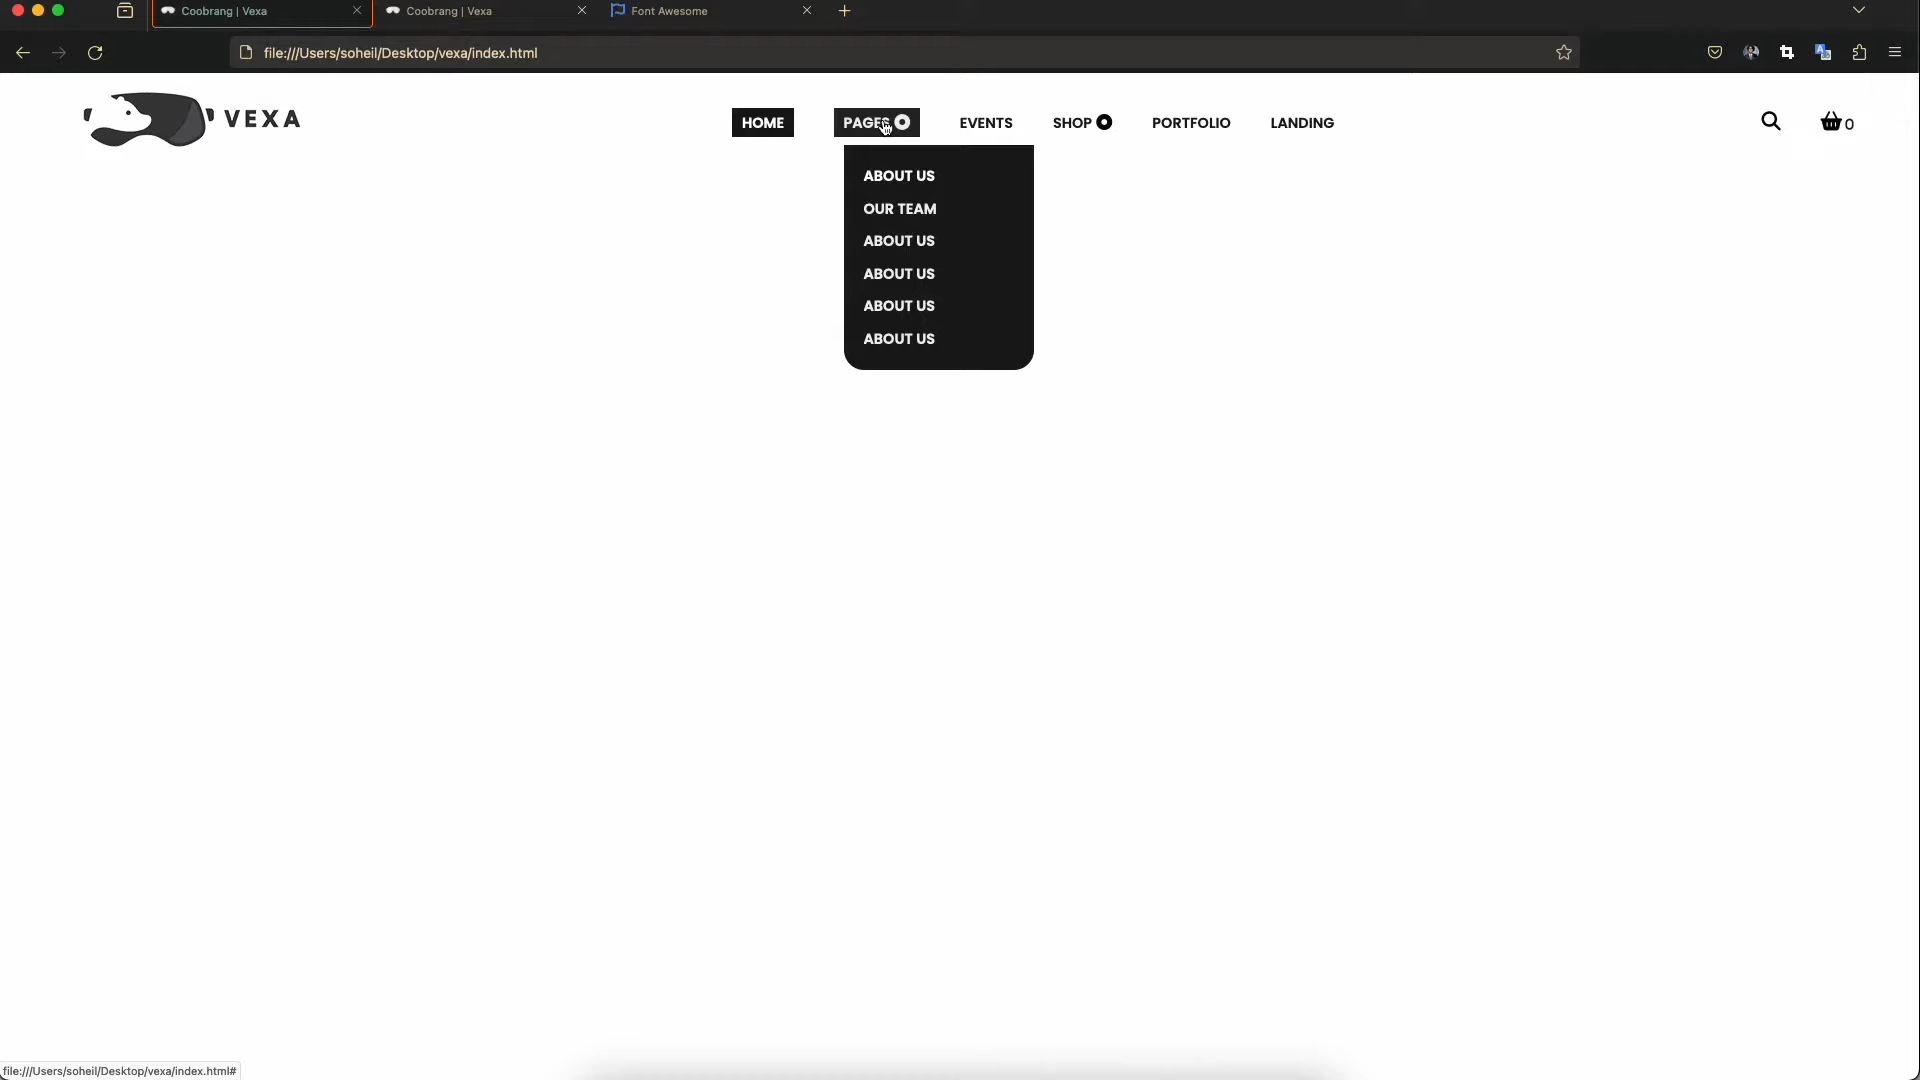 Coobrang | Vexa
Coobrang | Vexa
Font Awesome
file:///Users/soheil/Desktop/vexa/index.html
VEXA
HOME
PAGES
EVENTS
SHOP
PORTFOLIO
LANDING
0
ABOUT US
OUR TEAM
ABOUT US
ABOUT US
ABOUT US
ABOUT US
file:///Users/soheil/Desktop/vexa/index.html#